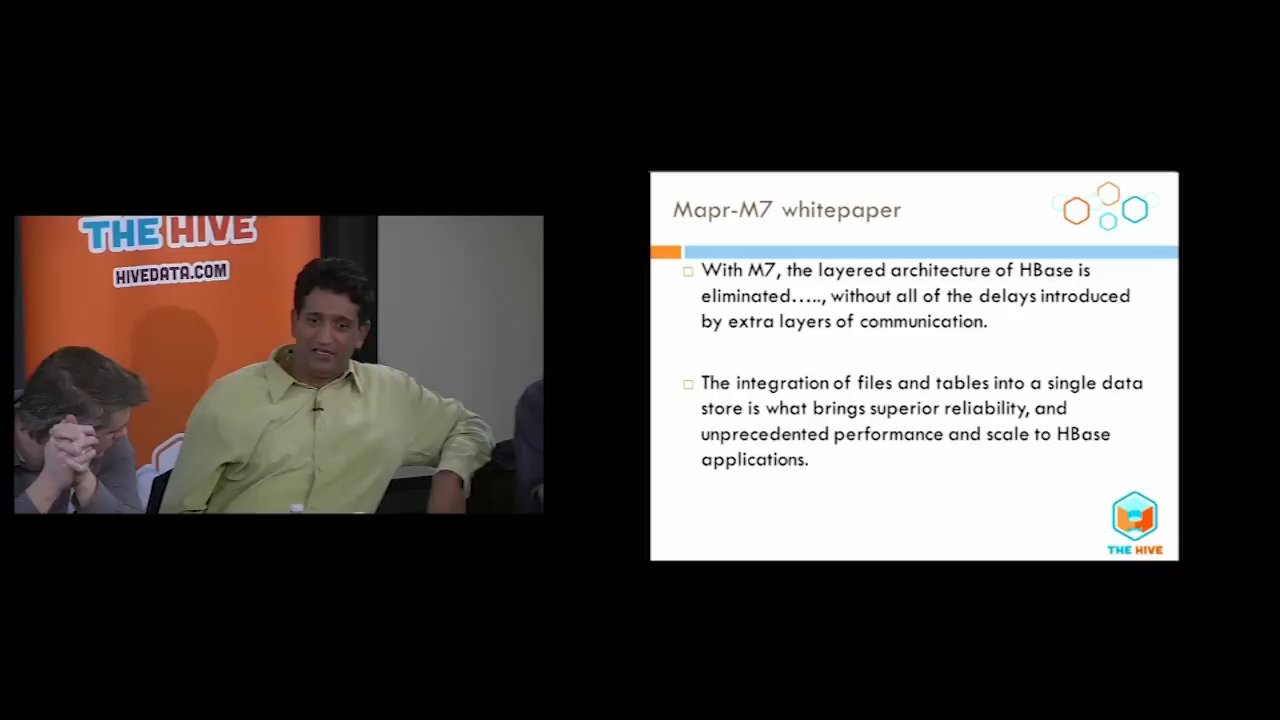 THE HIVE
HIVEDATA.COM
Mapr-M7 whitepaper
With M7, the layered architecture of HBase is
eliminated….., without all of the delays introduced
by extra layers of communication.
The integration of files and tables into a single data
store is what brings superior reliability, and
unprecedented performance and scale to HBase
applications.
THE HIVE